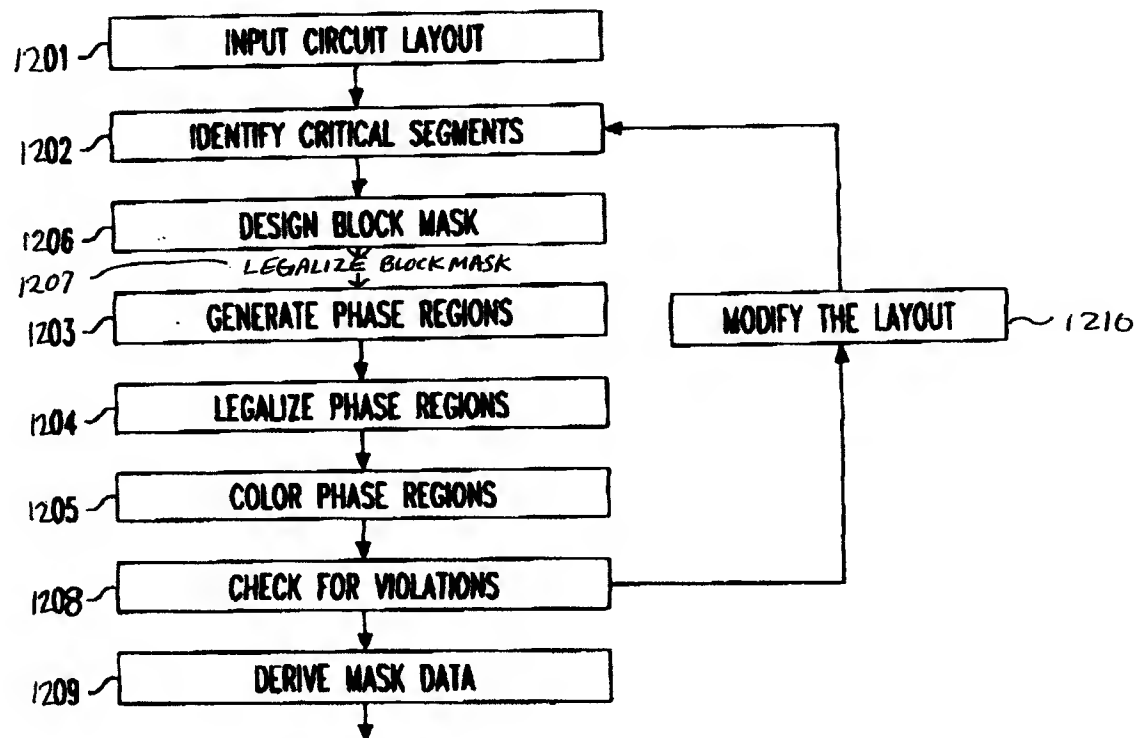 INPUT CIRCUIT LAYOUT
1201
IDENTIFY CRITICAL SEGMENTS
1202
DESIGN BLOCK MASK
1206
LEGALIZE BLOCKMASK
1207
GENERATE PHASE REGIONS
1203
MODIFY THE LAYOUT
1210
LEGALIZE PHASE REGIONS
1204
COLOR PHASE REGIONS
1205
CHECK FOR VIOLATIONS
1208
DERIVE MASK DATA
1209